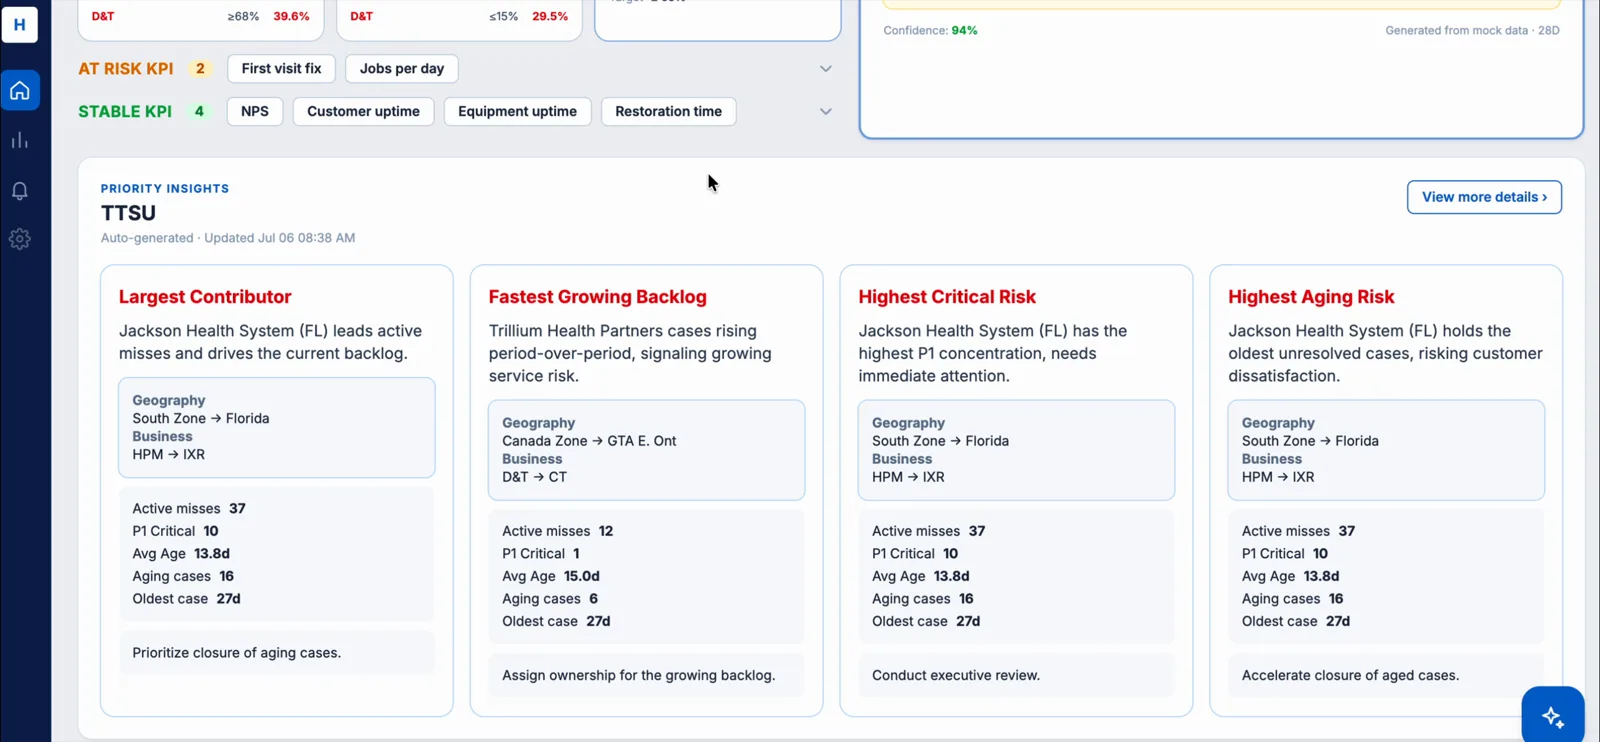 H
D&T ≥68% 39.6%
D&T ≤15% 29.5%
Confidence: 94%
Generated from mock data · 28D
AT RISK KPI 2 First visit fix Jobs per day
STABLE KPI 4 NPS Customer uptime Equipment uptime Restoration time
PRIORITY INSIGHTS
TTSU
Auto-generated · Updated Jul 06 08:38 AM
View more details ›
Largest Contributor
Jackson Health System (FL) leads active
misses and drives the current backlog.
Geography
South Zone → Florida
Business
HPM → IXR
Active misses 37
P1 Critical 10
Avg Age 13.8d
Aging cases 16
Oldest case 27d
Prioritize closure of aging cases.
Fastest Growing Backlog
Trillium Health Partners cases rising
period-over-period, signaling growing
service risk.
Geography
Canada Zone → GTA E. Ont
Business
D&T → CT
Active misses 12
P1 Critical 1
Avg Age 15.0d
Aging cases 6
Oldest case 27d
Assign ownership for the growing backlog.
Highest Critical Risk
Jackson Health System (FL) has the
highest P1 concentration, needs
immediate attention.
Geography
South Zone → Florida
Business
HPM → IXR
Active misses 37
P1 Critical 10
Avg Age 13.8d
Aging cases 16
Oldest case 27d
Conduct executive review.
Highest Aging Risk
Jackson Health System (FL) holds the
oldest unresolved cases, risking customer
dissatisfaction.
Geography
South Zone → Florida
Business
HPM → IXR
Active misses 37
P1 Critical 10
Avg Age 13.8d
Aging cases 16
Oldest case 27d
Accelerate closure of aged cases.